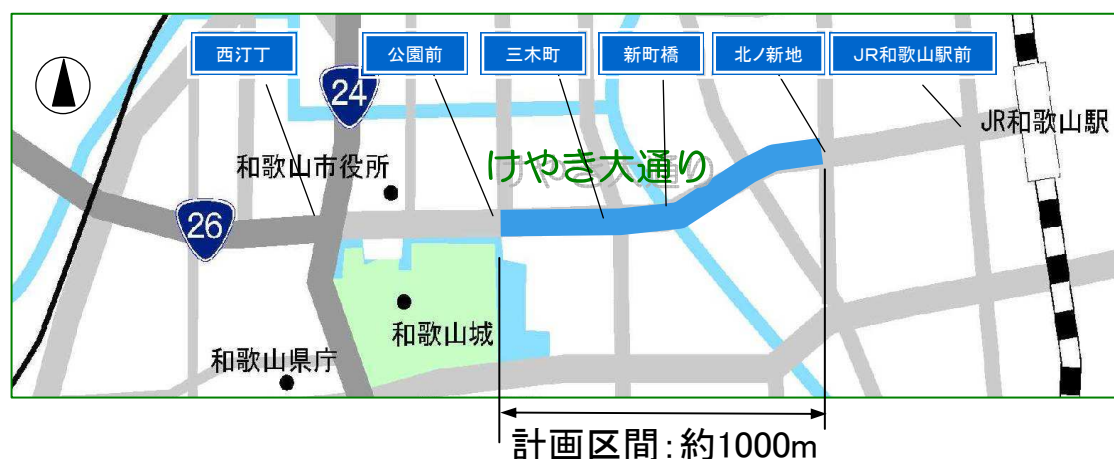 西汀丁
公園前
三木町
新町橋
北ノ新地
JR和歌山駅前
24
JR和歌山駅
和歌山市役所
けやき大通り
26
和歌山城
和歌山県庁
計画区間:約1000m